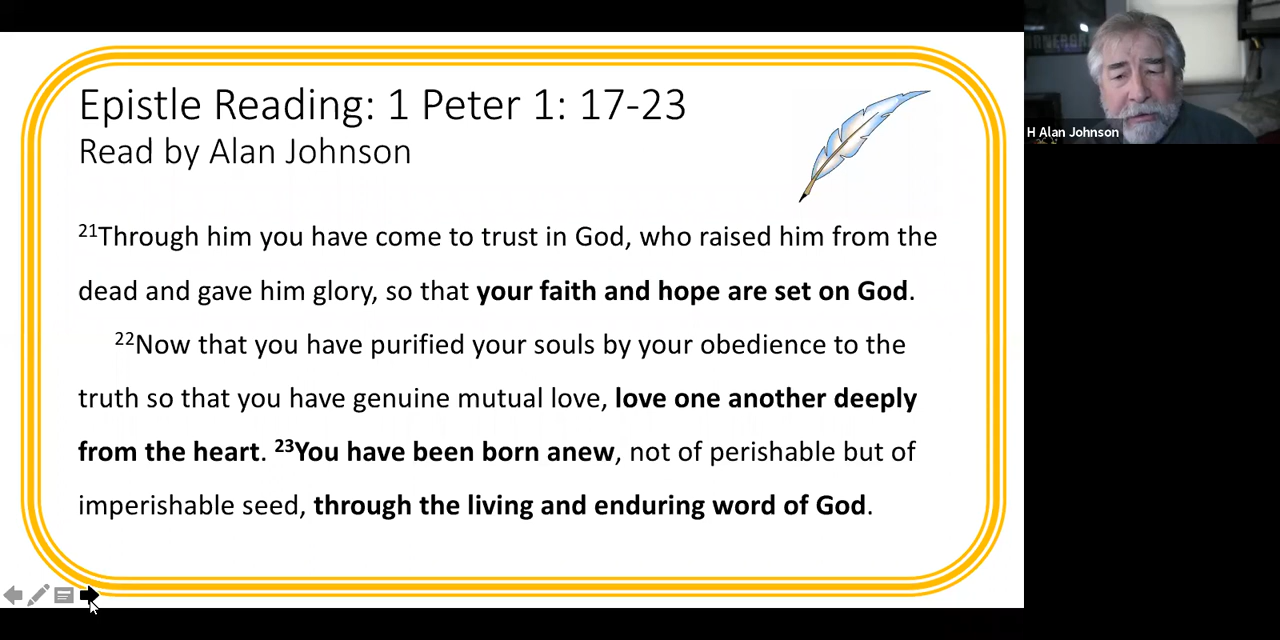 Epistle Reading: 1 Peter 1: 17-23
Read by Alan Johnson
²¹Through him you have come to trust in God, who raised him from the
dead and gave him glory, so that your faith and hope are set on God.
²²Now that you have purified your souls by your obedience to the
truth so that you have genuine mutual love, love one another deeply
from the heart. ²³You have been born anew, not of perishable but of
imperishable seed, through the living and enduring word of God.
H Alan Johnson